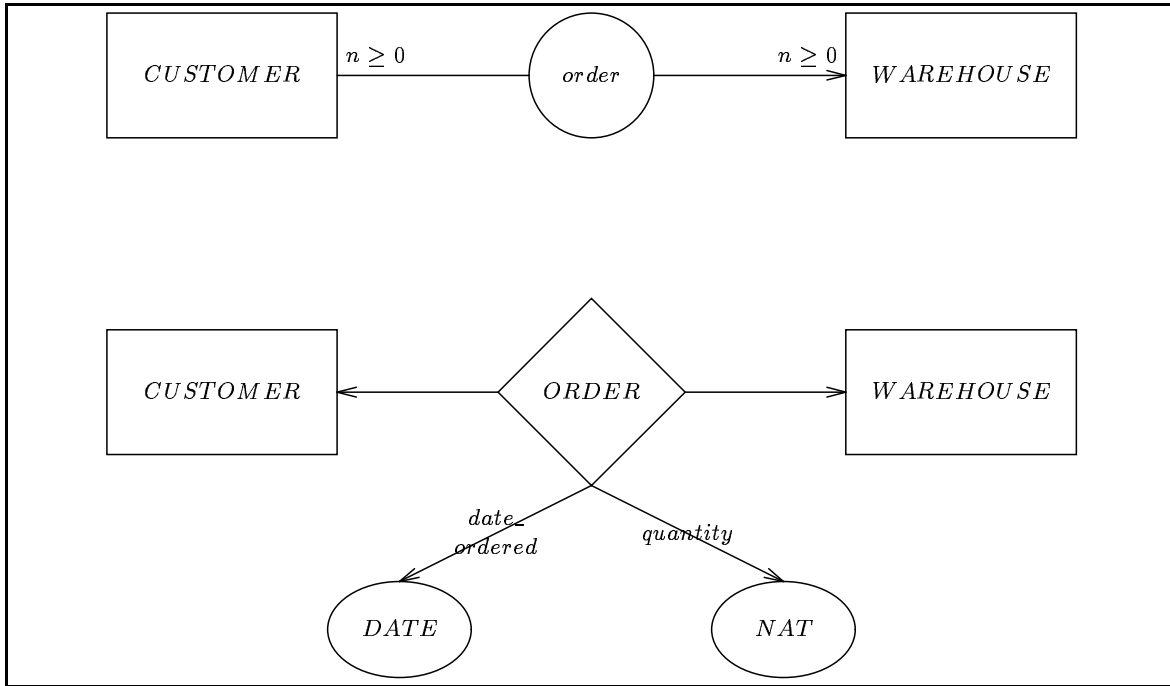 n ≥ 0
n ≥ 0
CUSTOMER
order
WAREHOUSE
CUSTOMER
ORDER
WAREHOUSE
date_
ordered
quantity
DATE
NAT